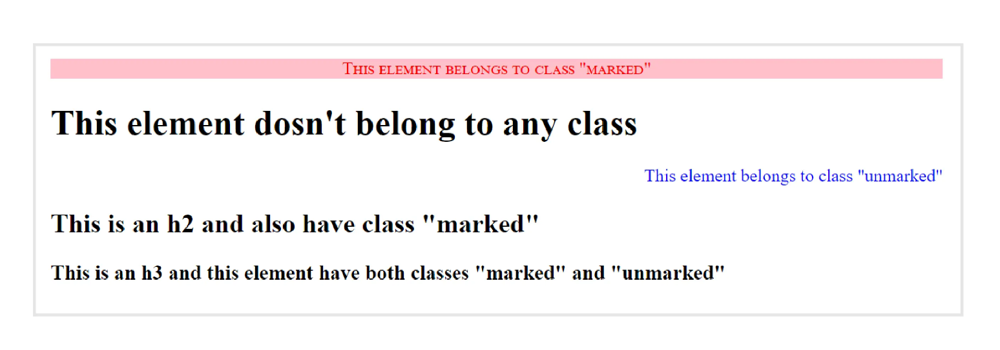 This element belongs to class "marked"
This element dosn't belong to any class
This element belongs to class "unmarked"
This is an h2 and also have class "marked"
This is an h3 and this element have both classes "marked" and "unmarked"